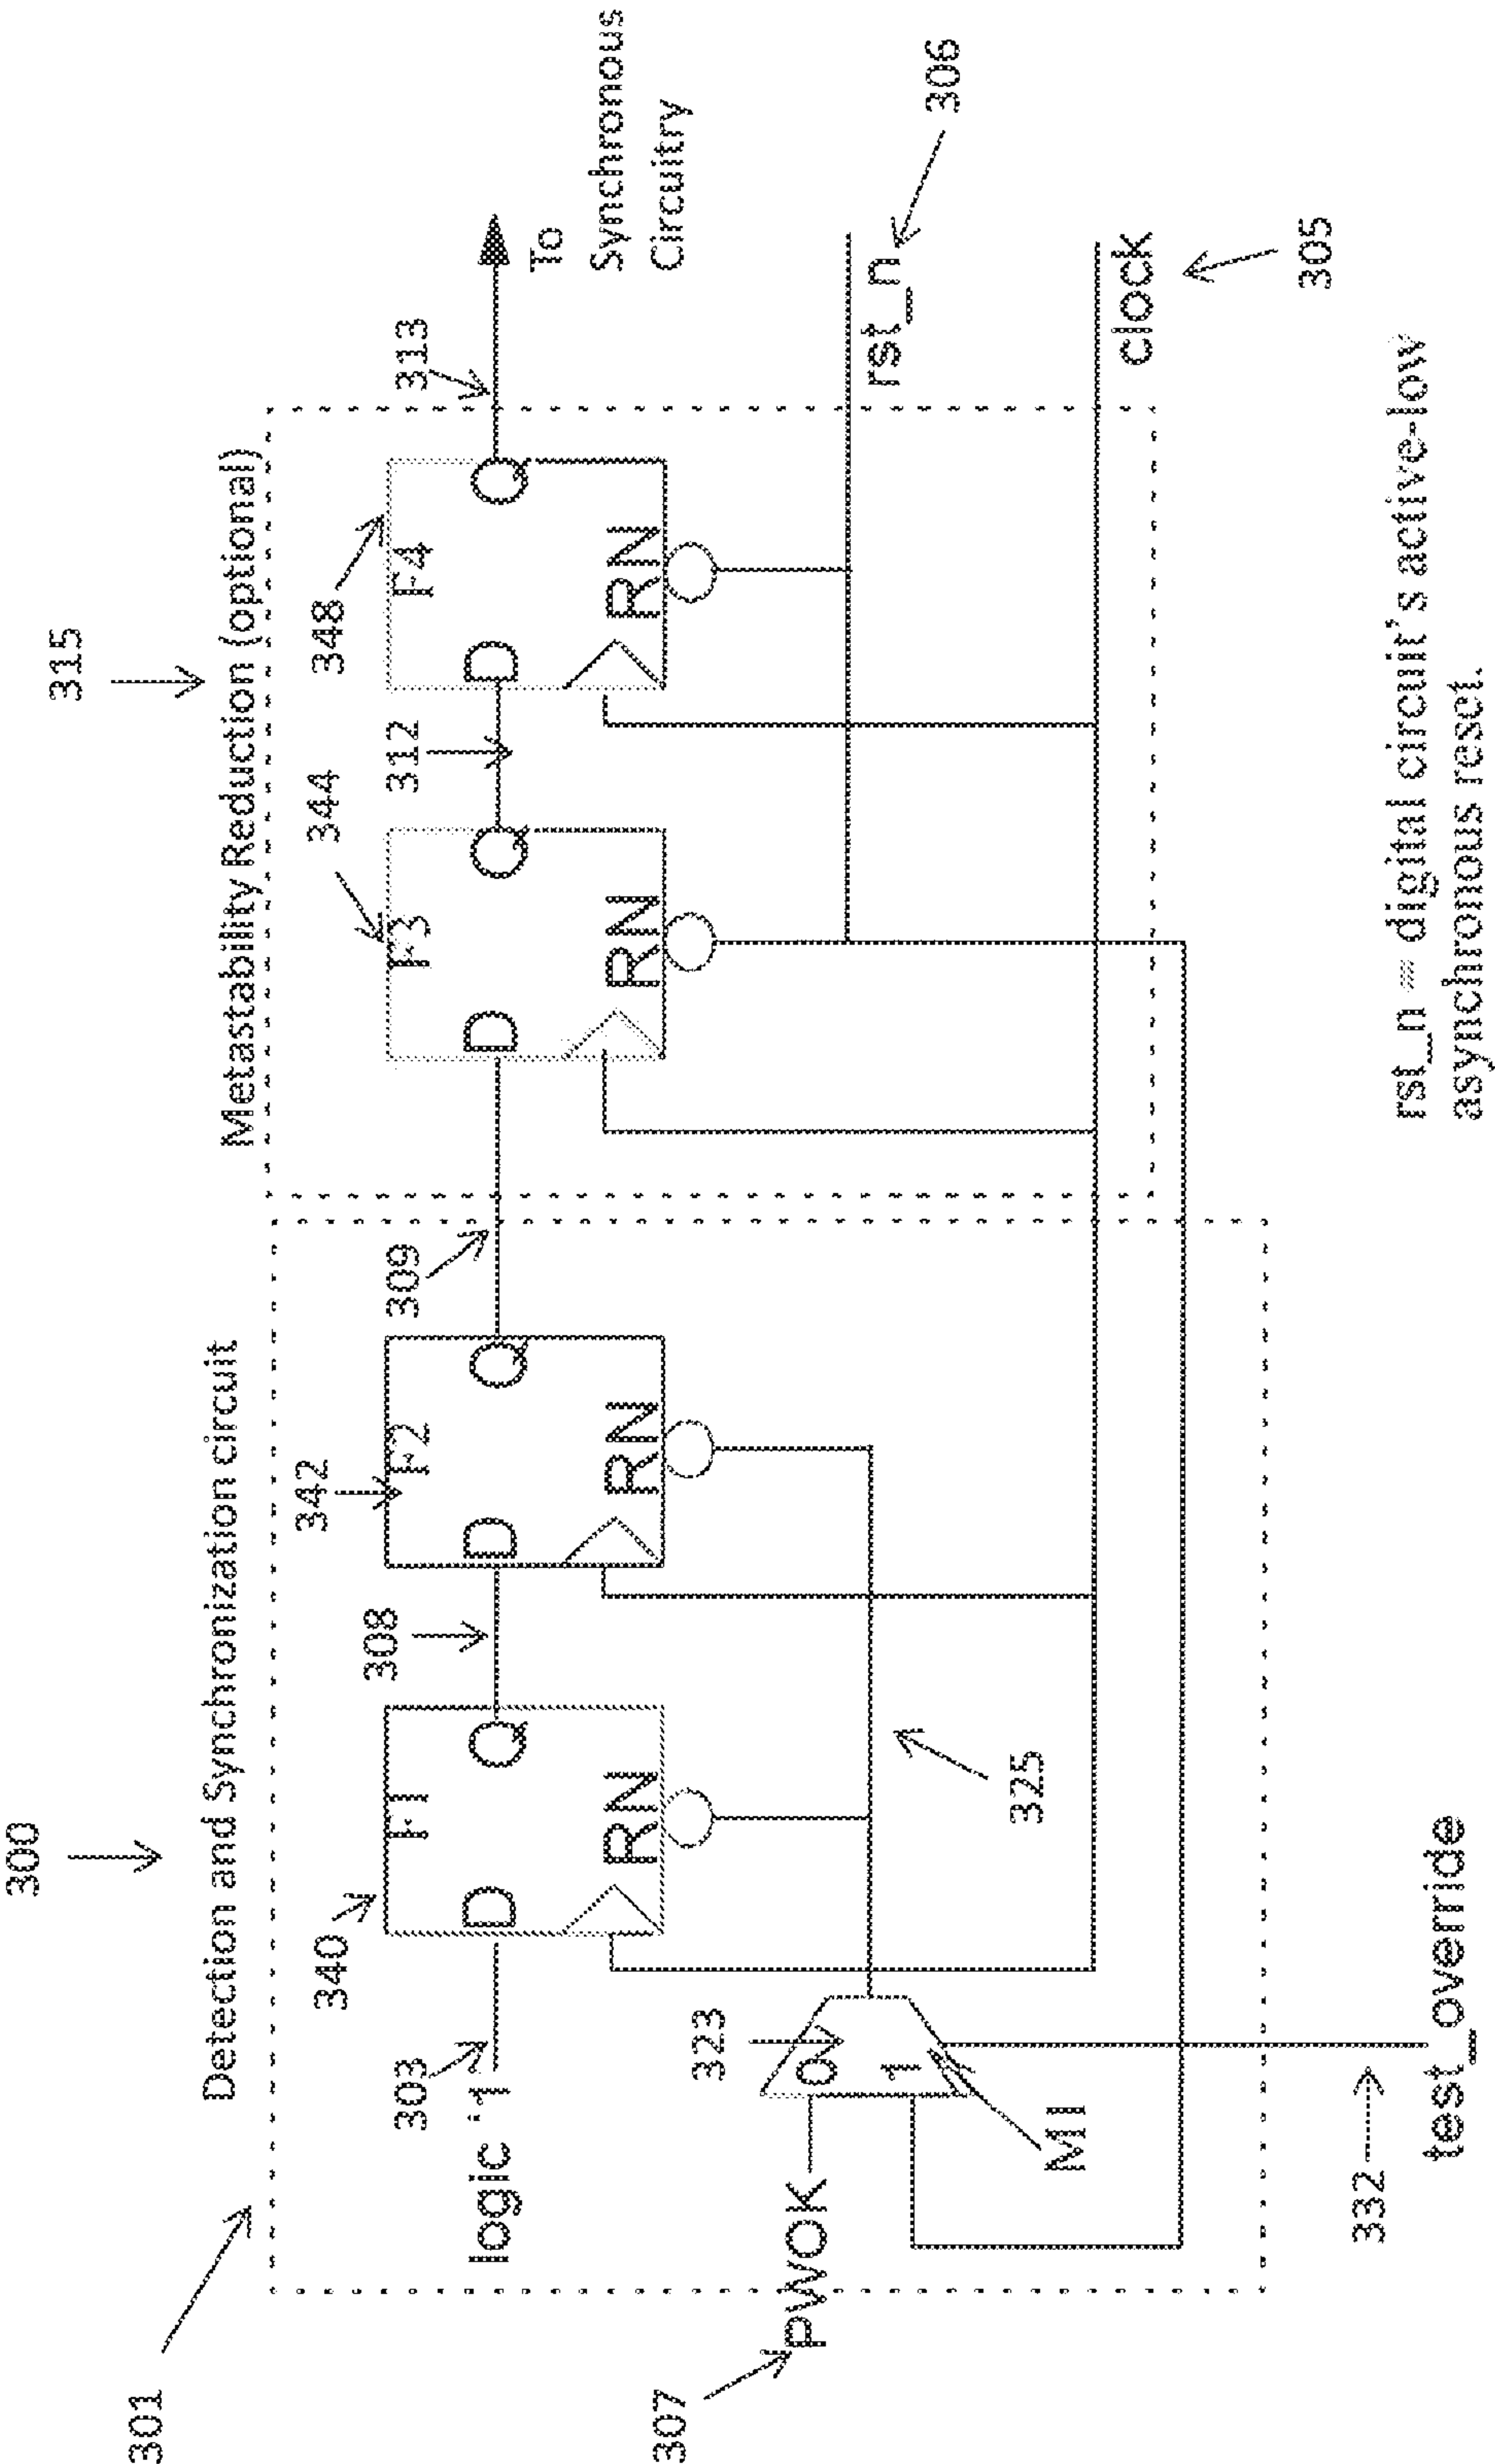 300
315
301
Detection and Synchronization circuit
Metastability Reduction (optional)
340
342
344
348
F1
F2
F3
F4
303
308
309
312
313
logic '1'
D
Q
D
Q
D
Q
D
Q
To
Synchronous
Circuitry
RN
RN
RN
RN
307
PWOK
323
0
1
M1
325
rst_n
306
clock
305
332
test_override
rst_n = digital circuit's active-low
asynchronous reset.